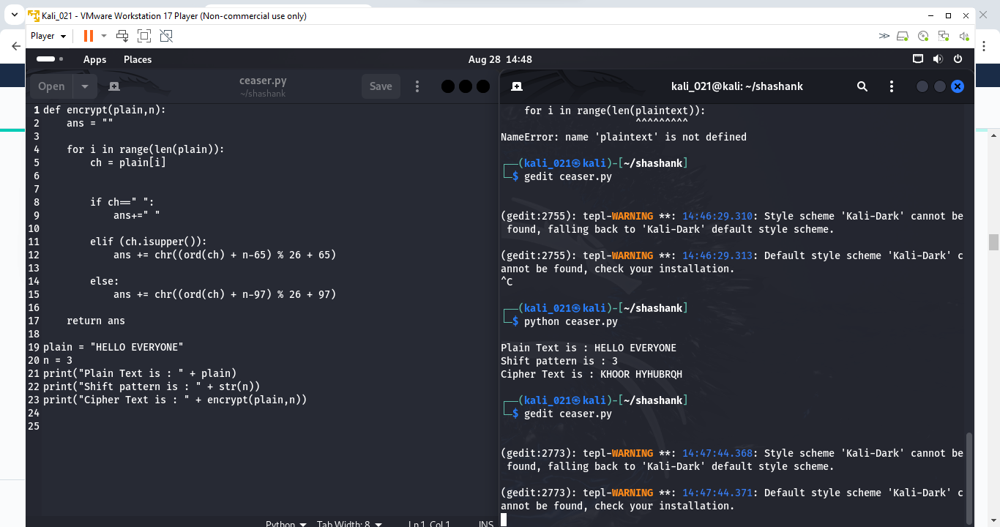 Kali_021 - VMware Workstation 17 Player (Non-commercial use only)
Player
Apps Places
Aug 28 14:48
Open
ceaser.py
~/shashank
Save
1 def encrypt(plain,n):
2 ans = ""
3
4 for i in range(len(plain)):
5 ch = plain[i]
6
7
8 if ch==" ":
9 ans+=" "
10
11 elif (ch.isupper()):
12 ans += chr((ord(ch) + n-65) % 26 + 65)
13
14 else:
15 ans += chr((ord(ch) + n-97) % 26 + 97)
16
17 return ans
18
19 plain = "HELLO EVERYONE"
20 n = 3
21 print("Plain Text is : " + plain)
22 print("Shift pattern is : " + str(n))
23 print("Cipher Text is : " + encrypt(plain,n))
24
25
Python Tab Width: 8 Ln 1, Col 1 INS
kali_021@kali: ~/shashank
for i in range(len(plaintext)):
^^^^^^^^^
NameError: name 'plaintext' is not defined
┌──(kali_021㉿kali)-[~/shashank]
└─$ gedit ceaser.py
(gedit:2755): tepl-WARNING **: 14:46:29.310: Style scheme 'Kali-Dark' cannot be
found, falling back to 'Kali-Dark' default style scheme.
(gedit:2755): tepl-WARNING **: 14:46:29.313: Default style scheme 'Kali-Dark' c
annot be found, check your installation.
^C
┌──(kali_021㉿kali)-[~/shashank]
└─$ python ceaser.py
Plain Text is : HELLO EVERYONE
Shift pattern is : 3
Cipher Text is : KHOOR HYHUBRQH
┌──(kali_021㉿kali)-[~/shashank]
└─$ gedit ceaser.py
(gedit:2773): tepl-WARNING **: 14:47:44.368: Style scheme 'Kali-Dark' cannot be
found, falling back to 'Kali-Dark' default style scheme.
(gedit:2773): tepl-WARNING **: 14:47:44.371: Default style scheme 'Kali-Dark' c
annot be found, check your installation.